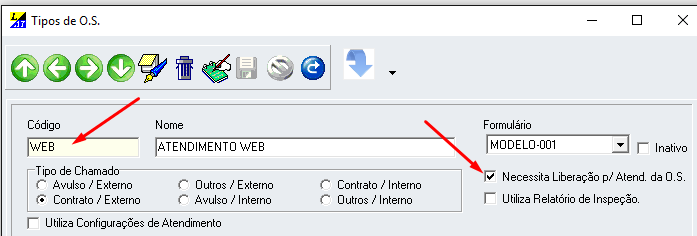 Tipos de O.S.
Código
Nome
Formulário
WEB
ATENDIMENTO WEB
MODELO-001
Inativo
Tipo de Chamado
Necessita Liberação p/ Atend. da O.S.
Avulso / Externo
Outros / Externo
Contrato / Interno
Contrato / Externo
Avulso / Interno
Outros / Interno
Utiliza Relatório de Inspeção.
Utiliza Configurações de Atendimento